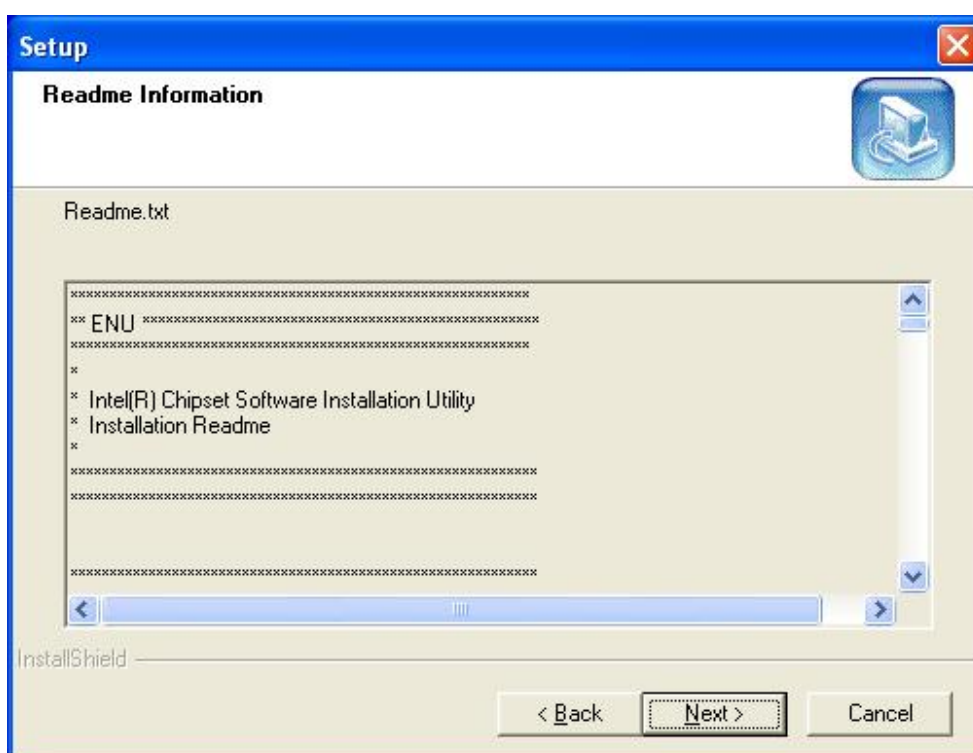 Setup
Readme Information
Readme.txt
***********************************************************
** ENU ***************************************************
***********************************************************
*
* Intel(R) Chipset Software Installation Utility
* Installation Readme
*
************************************************************
************************************************************
************************************************************
InstallShield
< Back
Next >
Cancel